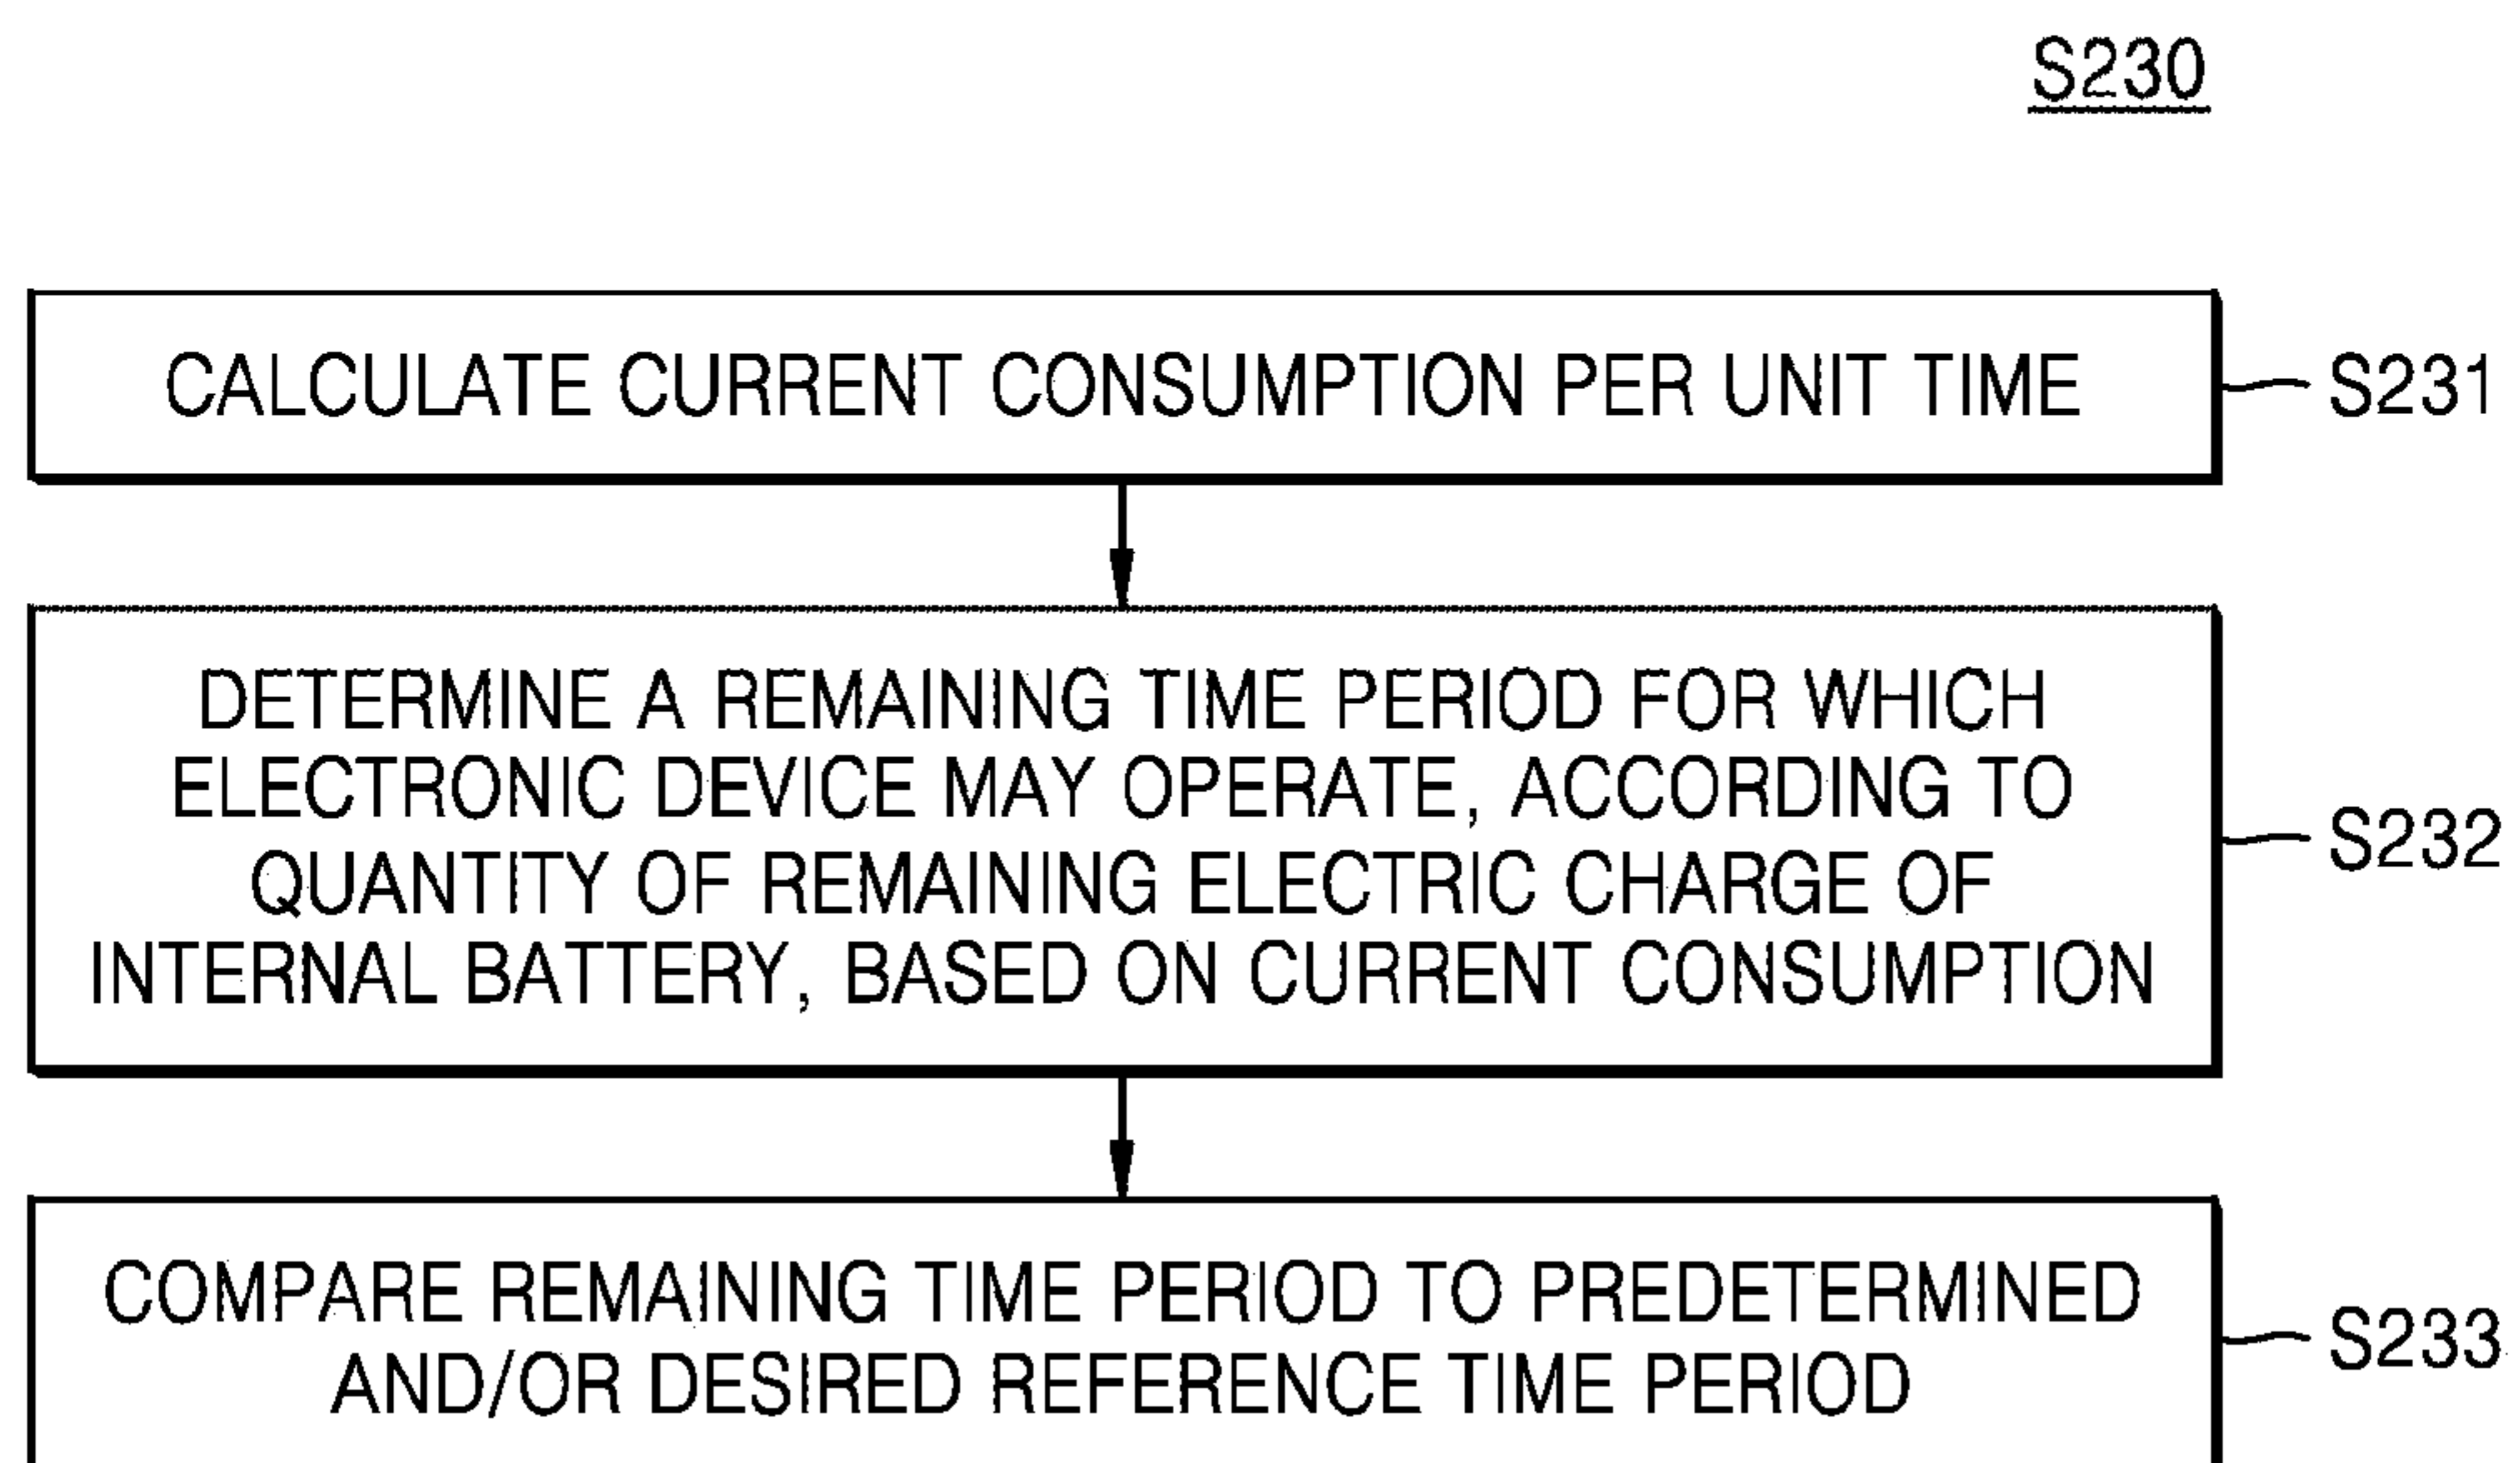 S230
CALCULATE CURRENT CONSUMPTION PER UNIT TIME
S231
DETERMINE A REMAINING TIME PERIOD FOR WHICH
ELECTRONIC DEVICE MAY OPERATE, ACCORDING TO
QUANTITY OF REMAINING ELECTRIC CHARGE OF
INTERNAL BATTERY, BASED ON CURRENT CONSUMPTION
S232
COMPARE REMAINING TIME PERIOD TO PREDETERMINED
AND/OR DESIRED REFERENCE TIME PERIOD
S233